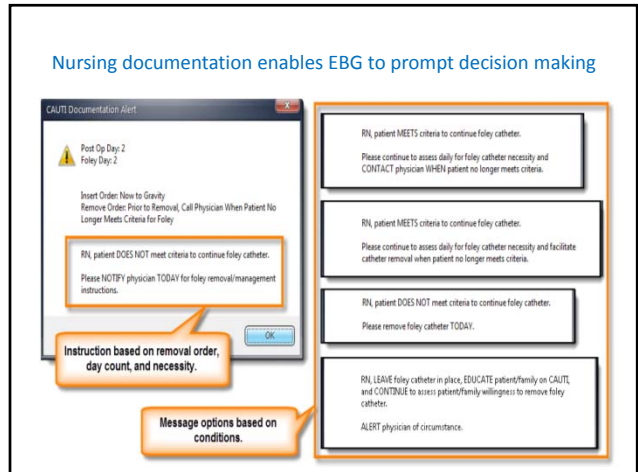 Nursing documentation enables EBG to prompt decision making
CAUTI Documentation Alert
Post Op Day: 2
Foley Day: 2
Insert Order: Now to Gravity
Remove Order: Prior to Removal, Call Physician When Patient No
Longer Meets Criteria for Foley
RN, patient DOES NOT meet criteria to continue foley catheter.
Please NOTIFY physician TODAY for foley removal/management
instructions.
OK
Instruction based on removal order,
day count, and necessity.
RN, patient MEETS criteria to continue foley catheter.
Please continue to assess daily for foley catheter necessity and
CONTACT physician WHEN patient no longer meets criteria.
RN, patient MEETS criteria to continue foley catheter.
Please continue to assess daily for foley catheter necessity and facilitate
catheter removal when patient no longer meets criteria.
RN, patient DOES NOT meet criteria to continue foley catheter.
Please remove foley catheter TODAY.
RN, LEAVE foley catheter in place, EDUCATE patient/family on CAUTI,
and CONTINUE to assess patient/family willingness to remove foley
catheter.
ALERT physician of circumstance.
Message options based on
conditions.